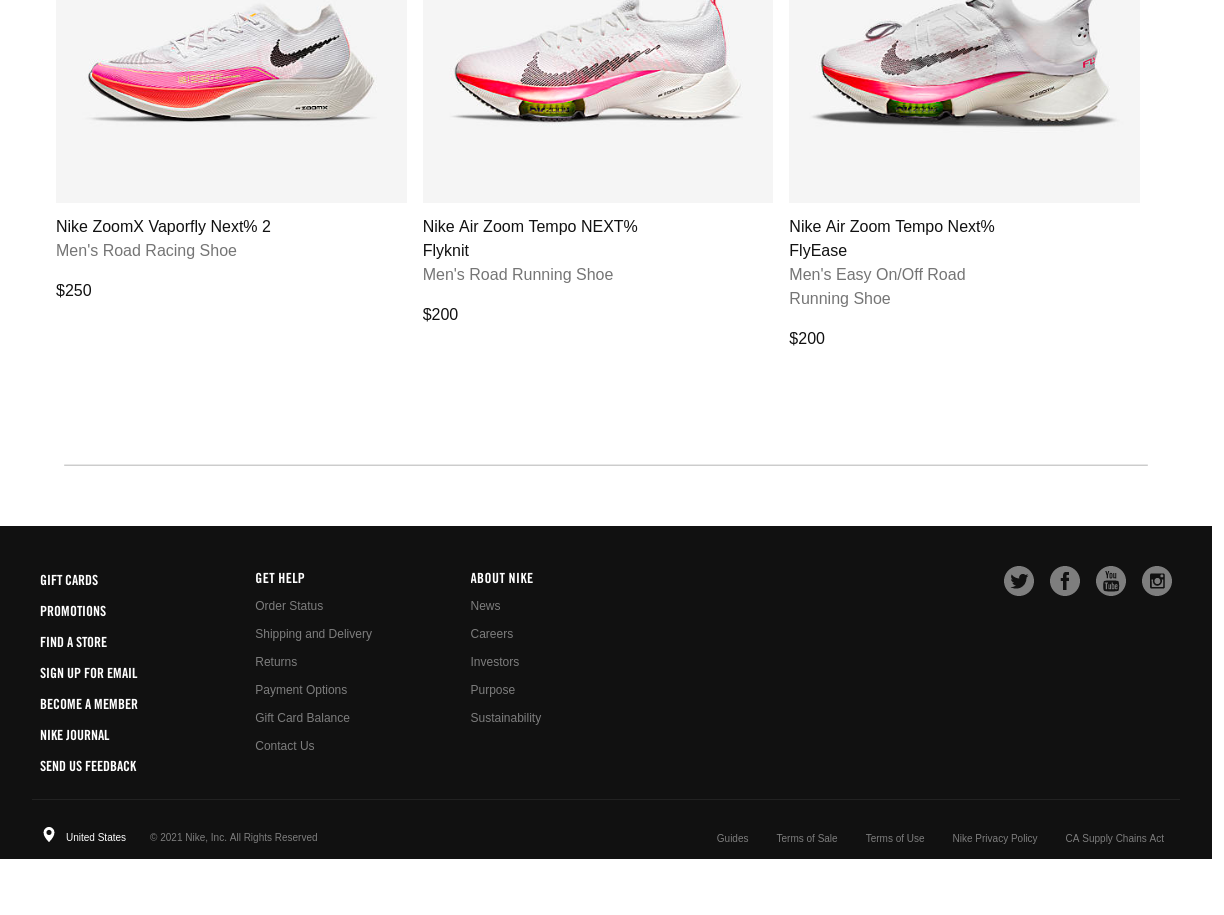 Nike ZoomX Vaporfly Next% 2
Men's Road Racing Shoe
$250
Nike Air Zoom Tempo NEXT%
Flyknit
Men's Road Running Shoe
$200
Nike Air Zoom Tempo Next%
FlyEase
Men's Easy On/Off Road
Running Shoe
$200
GIFT CARDS
PROMOTIONS
FIND A STORE
SIGN UP FOR EMAIL
BECOME A MEMBER
NIKE JOURNAL
SEND US FEEDBACK
GET HELP
Order Status
Shipping and Delivery
Returns
Payment Options
Gift Card Balance
Contact Us
ABOUT NIKE
News
Careers
Investors
Purpose
Sustainability
You
Tube
United States
© 2021 Nike, Inc. All Rights Reserved
Guides
Terms of Sale
Terms of Use
Nike Privacy Policy
CA Supply Chains Act